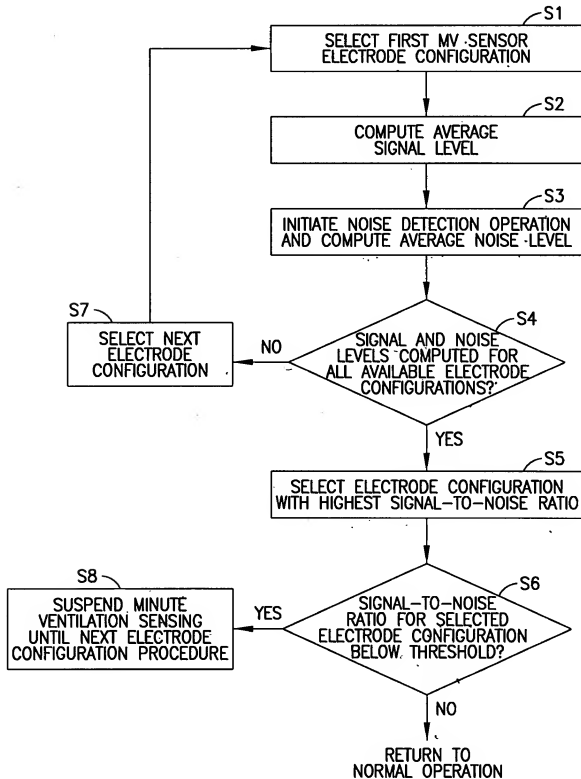 S1
SELECT FIRST MV SENSOR
ELECTRODE CONFIGURATION
S2
COMPUTE AVERAGE
SIGNAL LEVEL
S3
INITIATE NOISE DETECTION OPERATION
AND COMPUTE AVERAGE NOISE LEVEL
S4
SIGNAL AND NOISE
LEVELS COMPUTED FOR
ALL AVAILABLE ELECTRODE
CONFIGURATIONS?
NO
S7
SELECT NEXT
ELECTRODE
CONFIGURATION
YES
S5
SELECT ELECTRODE CONFIGURATION
WITH HIGHEST SIGNAL-TO-NOISE RATIO
S6
SIGNAL-TO-NOISE
RATIO FOR SELECTED
ELECTRODE CONFIGURATION
BELOW THRESHOLD?
YES
S8
SUSPEND MINUTE
VENTILATION SENSING
UNTIL NEXT ELECTRODE
CONFIGURATION PROCEDURE
NO
RETURN TO
NORMAL OPERATION